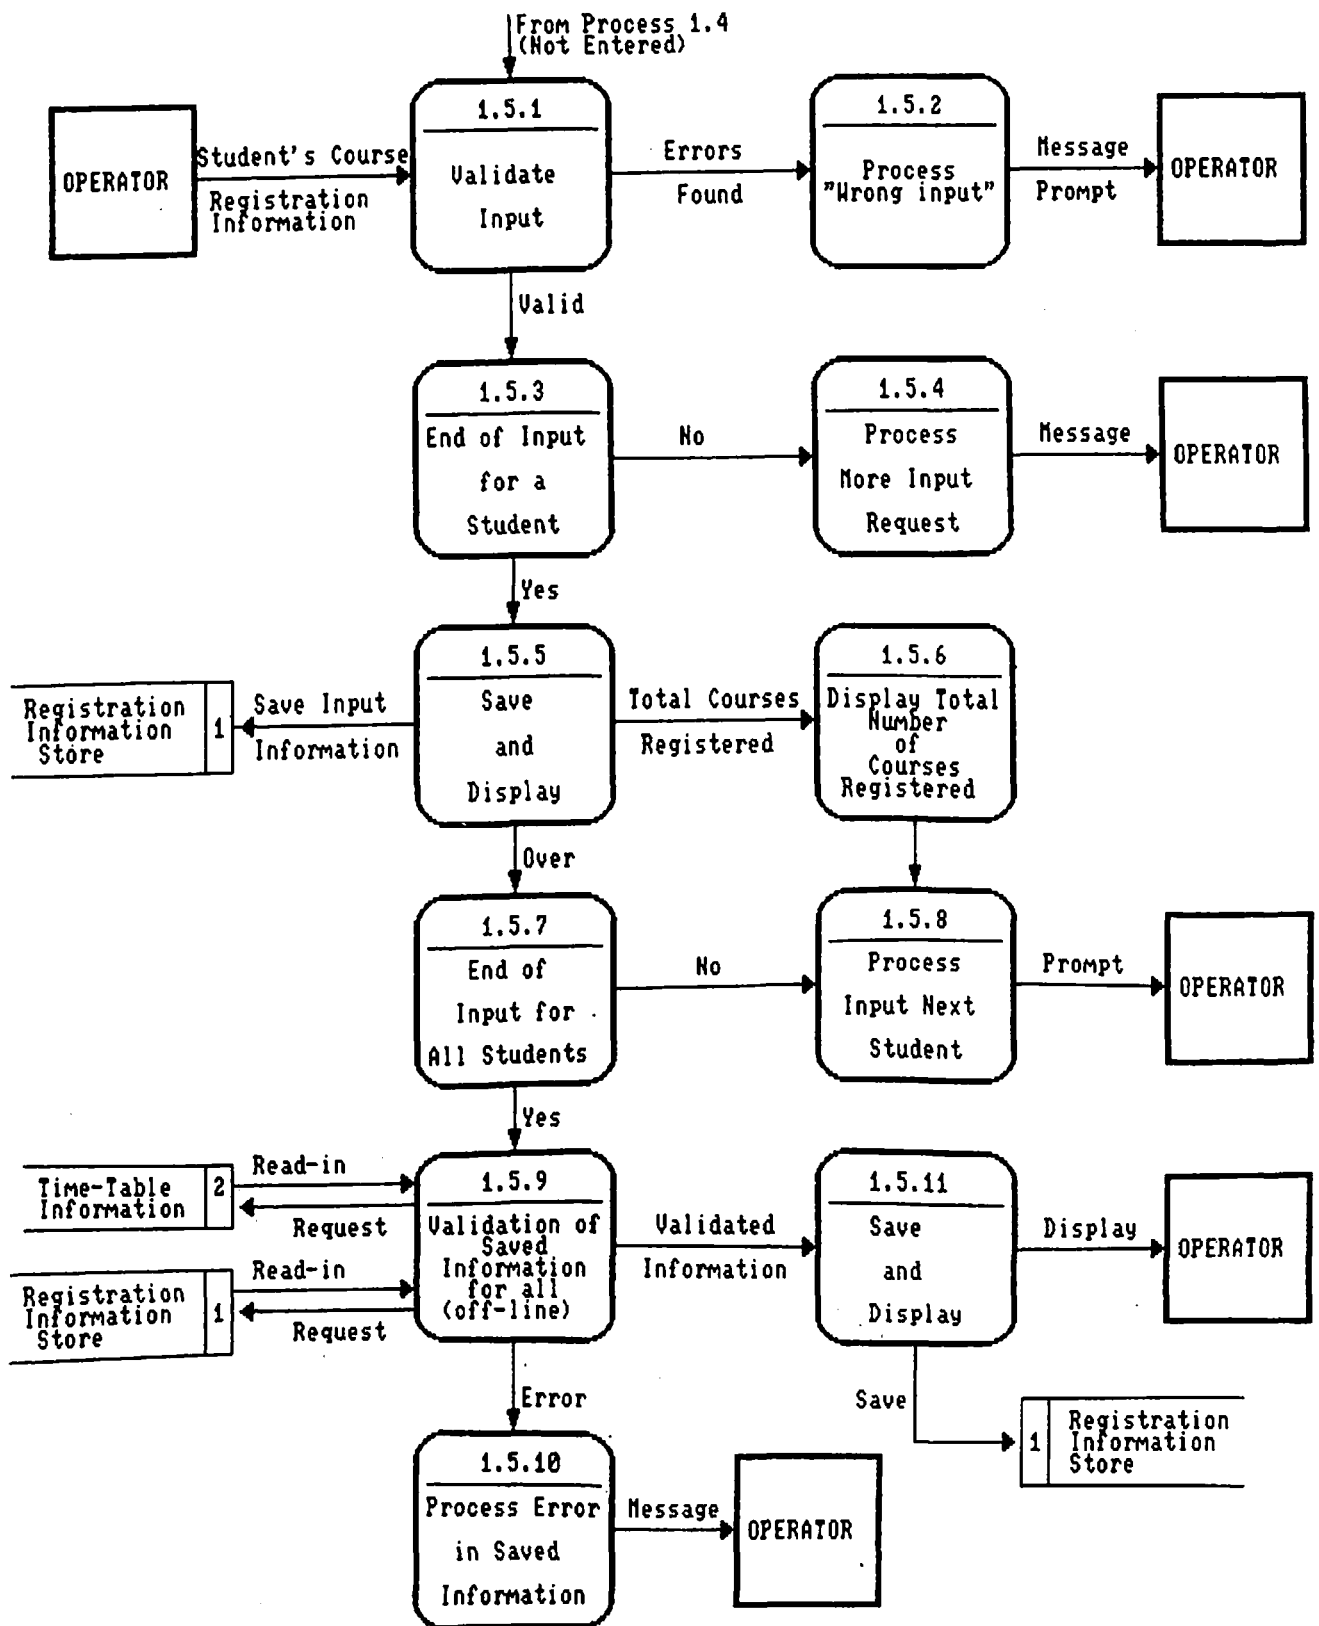 From Process 1.4
(Not Entered)
OPERATOR
Student's Course
Registration
Information
1.5.1
Validate
Input
Errors
Found
1.5.2
Process
"Wrong input"
Message
Prompt
OPERATOR
Valid
1.5.3
End of Input
for a
Student
No
1.5.4
Process
More Input
Request
Message
OPERATOR
Yes
Registration
Information
Store
1
Save Input
Information
1.5.5
Save
and
Display
Total Courses
Registered
1.5.6
Display Total
Number
of
Courses
Registered
Over
1.5.7
End of
Input for
All Students
No
1.5.8
Process
Input Next
Student
Prompt
OPERATOR
Yes
Time-Table
Information
2
Read-in
Request
Registration
Information
Store
1
Read-in
Request
1.5.9
Validation of
Saved
Information
for all
(off-line)
Validated
Information
1.5.11
Save
and
Display
Display
OPERATOR
Error
Save
1
Registration
Information
Store
1.5.10
Process Error
in Saved
Information
Message
OPERATOR